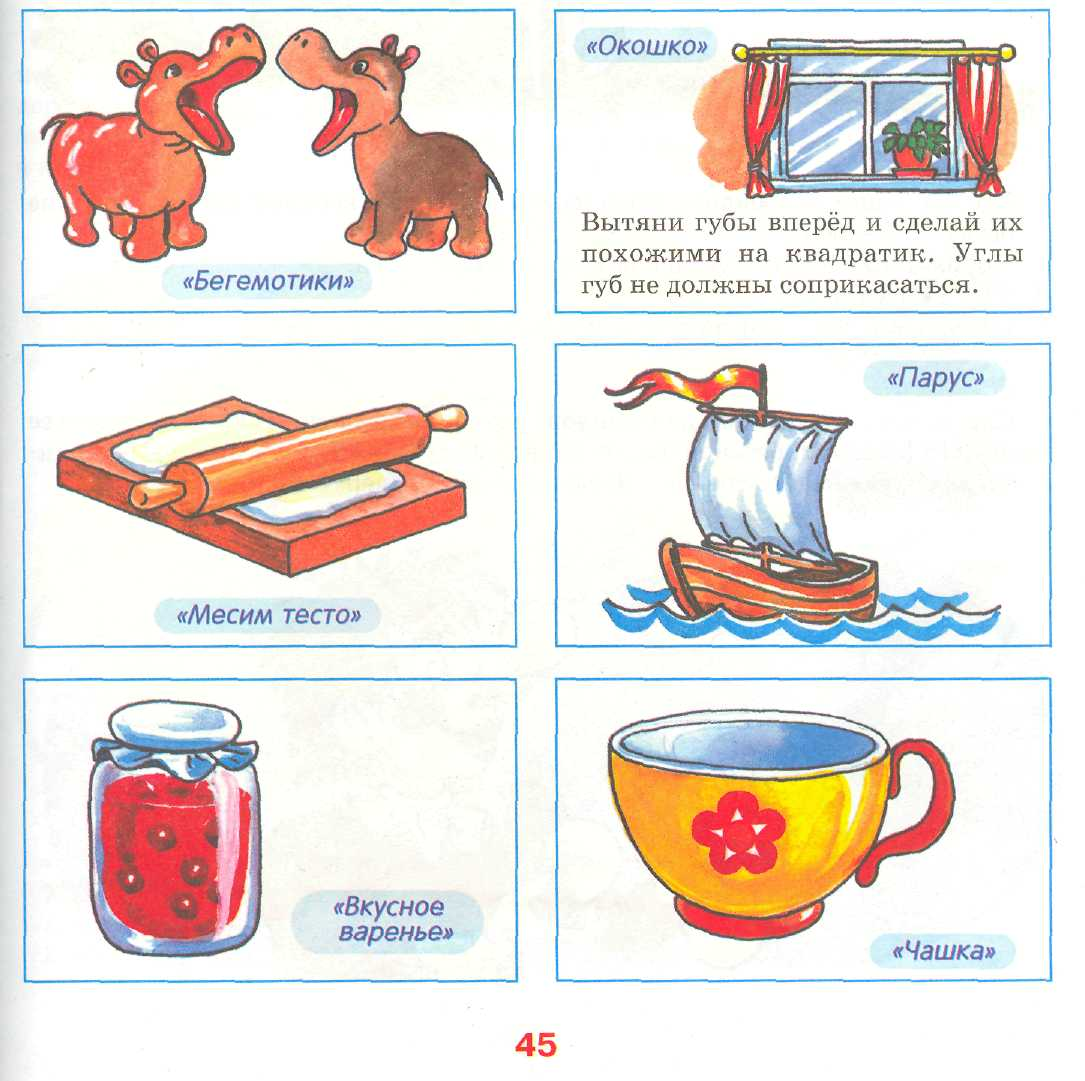 «Бегемотики»
«Окошко»
Вытяни губы вперёд и сделай их
похожими на квадратик. Углы
губ не должны соприкасаться.
«Месим тесто»
«Парус»
«Вкусное
варенье»
«Чашка»
45